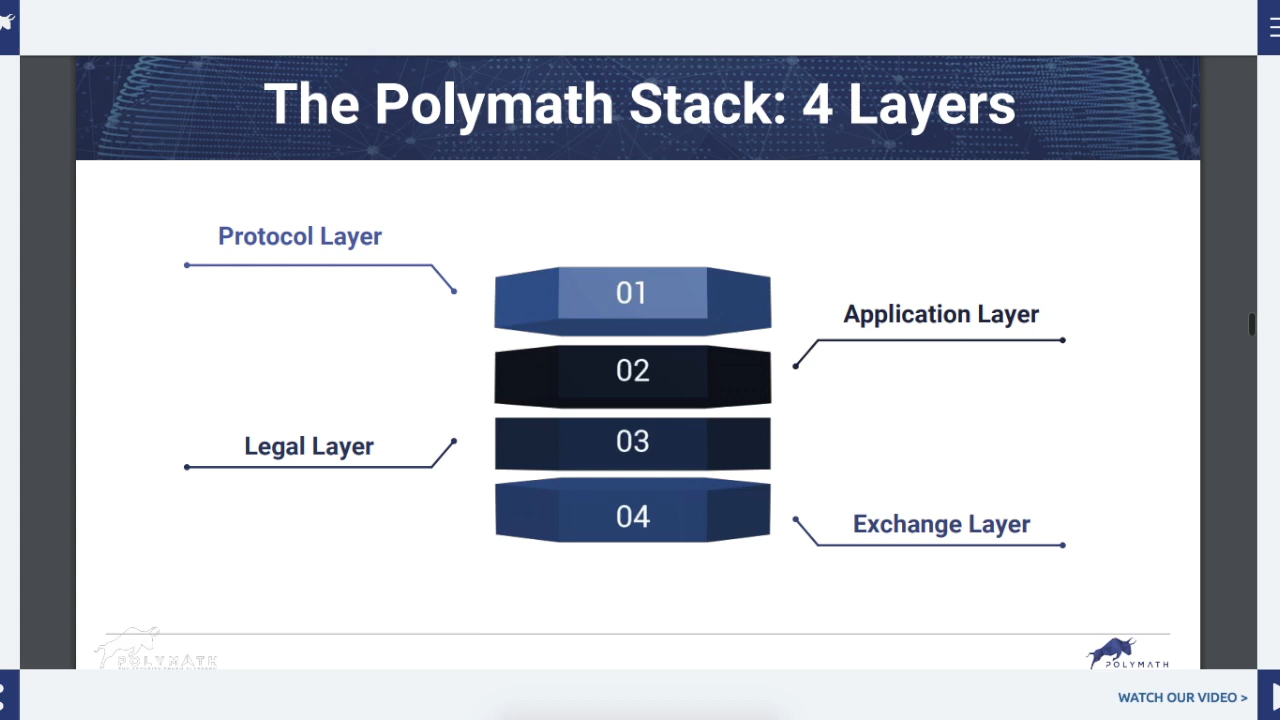 The Polymath Stack: 4 Layers
Protocol Layer
01
Application Layer
02
03
Legal Layer
04
Exchange Layer
POLYMATH
POLYMATH
WATCH OUR VIDEO >